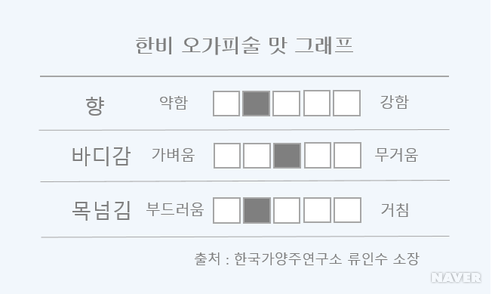 한비 오가피술 맛 그래프
향 약함 강함
바디감 가벼움 무거움
목넘김 부드러움 거침
출처 : 한국가양주연구소 류인수 소장
NAVER